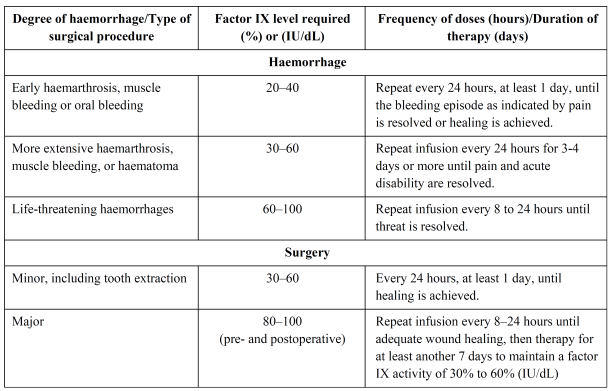 Degree of haemorrhage/Type of surgical procedure
Factor IX level required (%) or (IU/dL)
Frequency of doses (hours)/Duration of therapy (days)
Haemorrhage
Early haemarthrosis, muscle
bleeding or oral bleeding
20–40
Repeat every 24 hours, at least 1 day, until
the bleeding episode as indicated by pain
is resolved or healing is achieved.
More extensive haemarthrosis,
muscle bleeding, or haematoma
30–60
Repeat infusion every 24 hours for 3-4
days or more until pain and acute
disability are resolved.
Life-threatening haemorrhages
60–100
Repeat infusion every 8 to 24 hours until
threat is resolved.
Surgery
Minor, including tooth extraction
30–60
Every 24 hours, at least 1 day, until
healing is achieved.
Major
80–100
(pre- and postoperative)
Repeat infusion every 8–24 hours until
adequate wound healing, then therapy for
at least another 7 days to maintain a factor
IX activity of 30% to 60% (IU/dL)